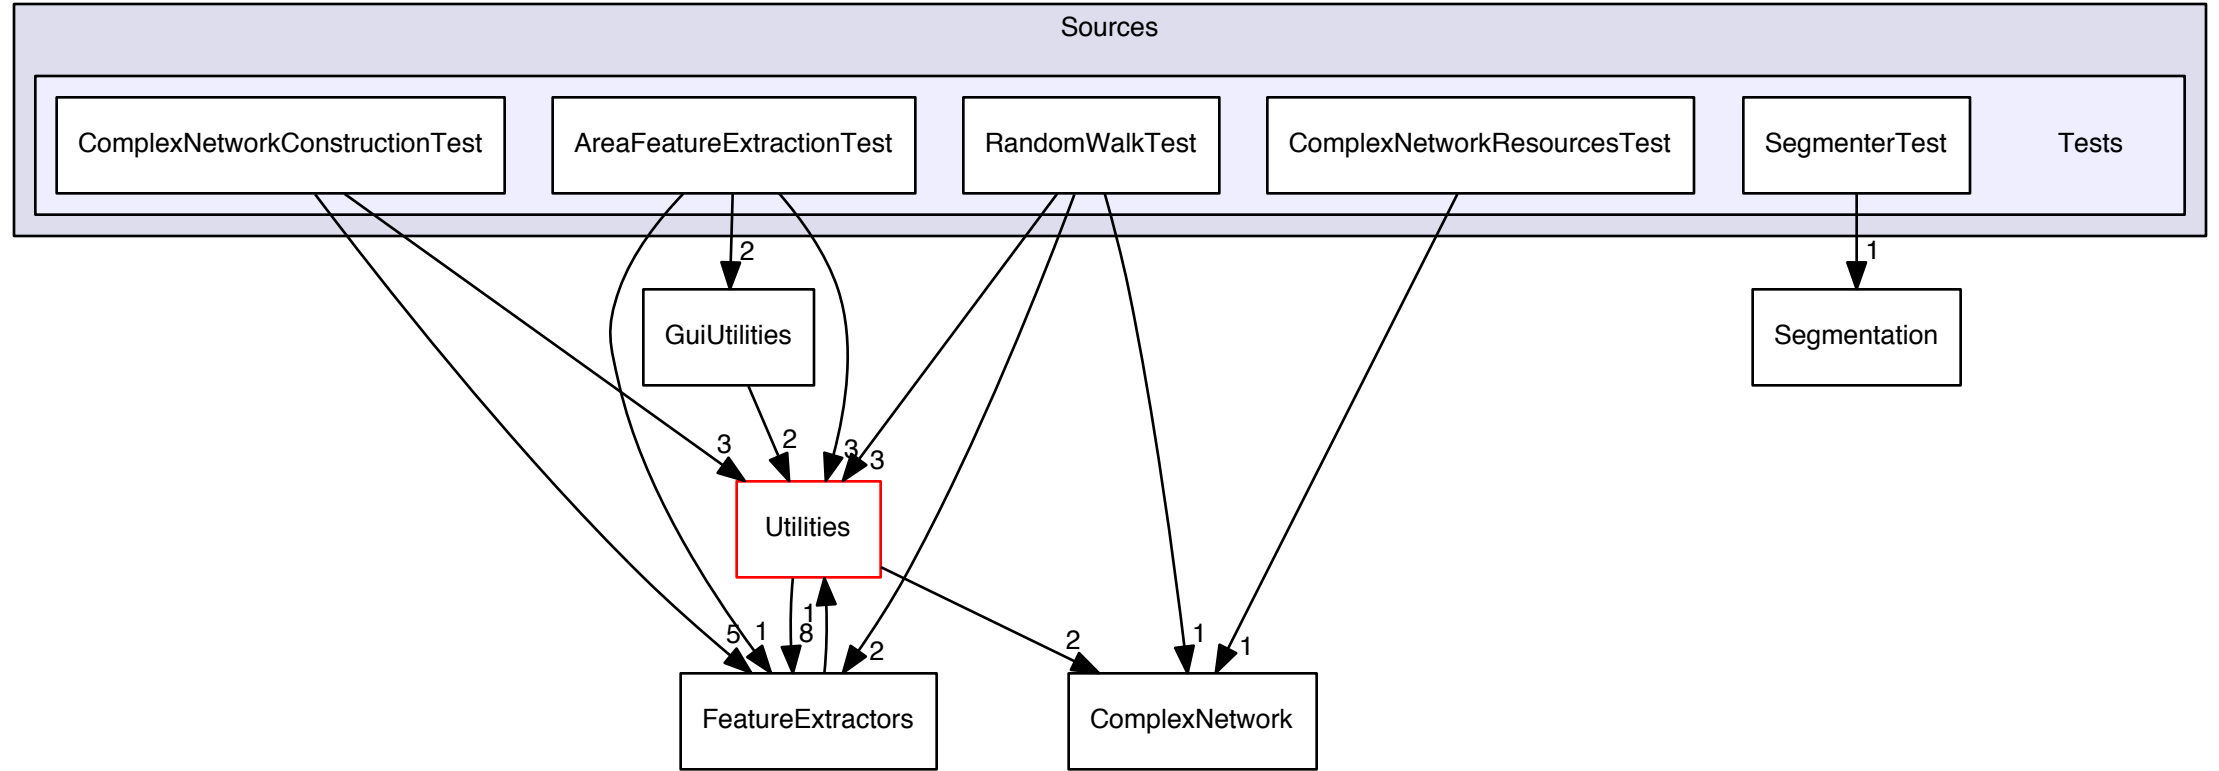 Sources
ComplexNetworkConstructionTest
AreaFeatureExtractionTest
RandomWalkTest
ComplexNetworkResourcesTest
SegmenterTest
Tests
2
1
GuiUtilities
Segmentation
3
2
3
3
Utilities
1
5
1
8
2
2
1
1
FeatureExtractors
ComplexNetwork